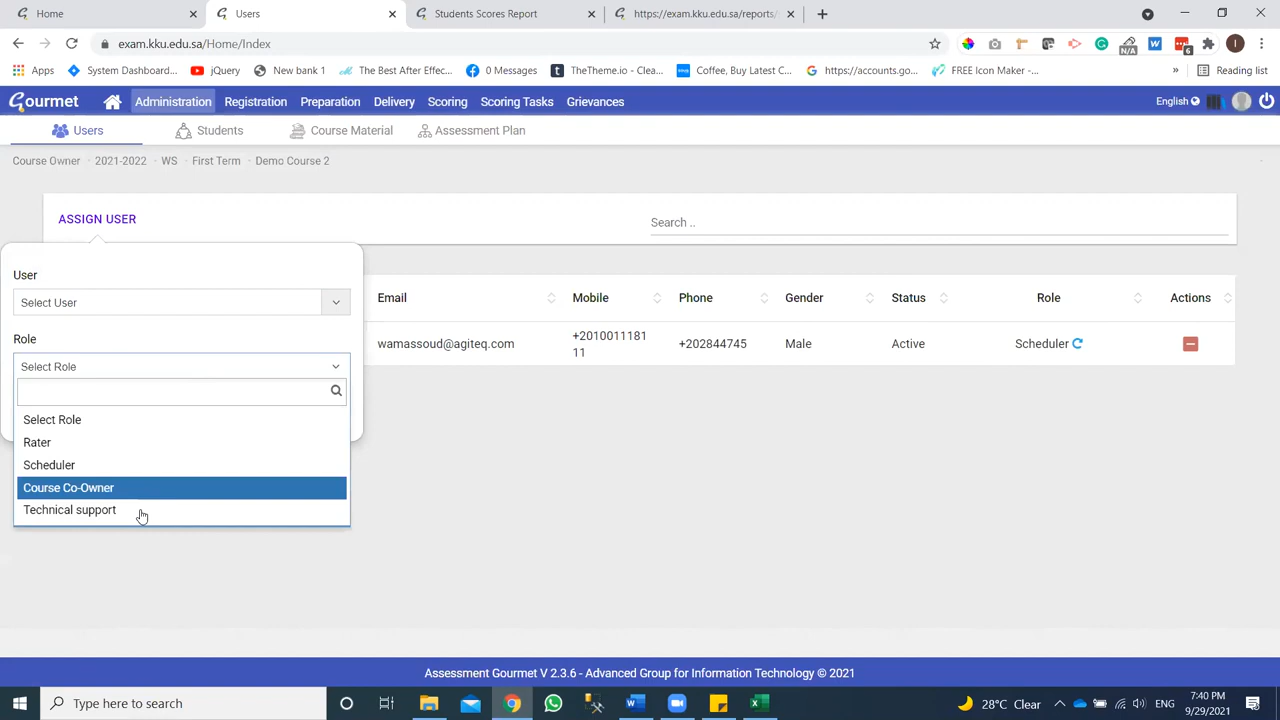 Home
Users
Students Scores Report
https://exam.kku.edu.sa/reports/
exam.kku.edu.sa/Home/Index
N/A
6
I
Apps
System Dashboard...
jQuery
New bank 1
The Best After Effec...
0 Messages
TheTheme.io - Clea...
Coffee, Buy Latest C...
https://accounts.go...
FREE Icon Maker -...
»
Reading list
Gourmet
Administration
Registration
Preparation
Delivery
Scoring
Scoring Tasks
Grievances
English
Users
Students
Course Material
Assessment Plan
Course Owner
2021-2022
WS
First Term
Demo Course 2
ASSIGN USER
Search ..
User
Select User
Role
Select Role
Select Role
Rater
Scheduler
Course Co-Owner
Technical support
Email
Mobile
Phone
Gender
Status
Role
Actions
wamassoud@agiteq.com
+2010011181
11
+202844745
Male
Active
Scheduler
Assessment Gourmet V 2.3.6 - Advanced Group for Information Technology © 2021
Type here to search
28°C Clear
ENG
7:40 PM
9/29/2021